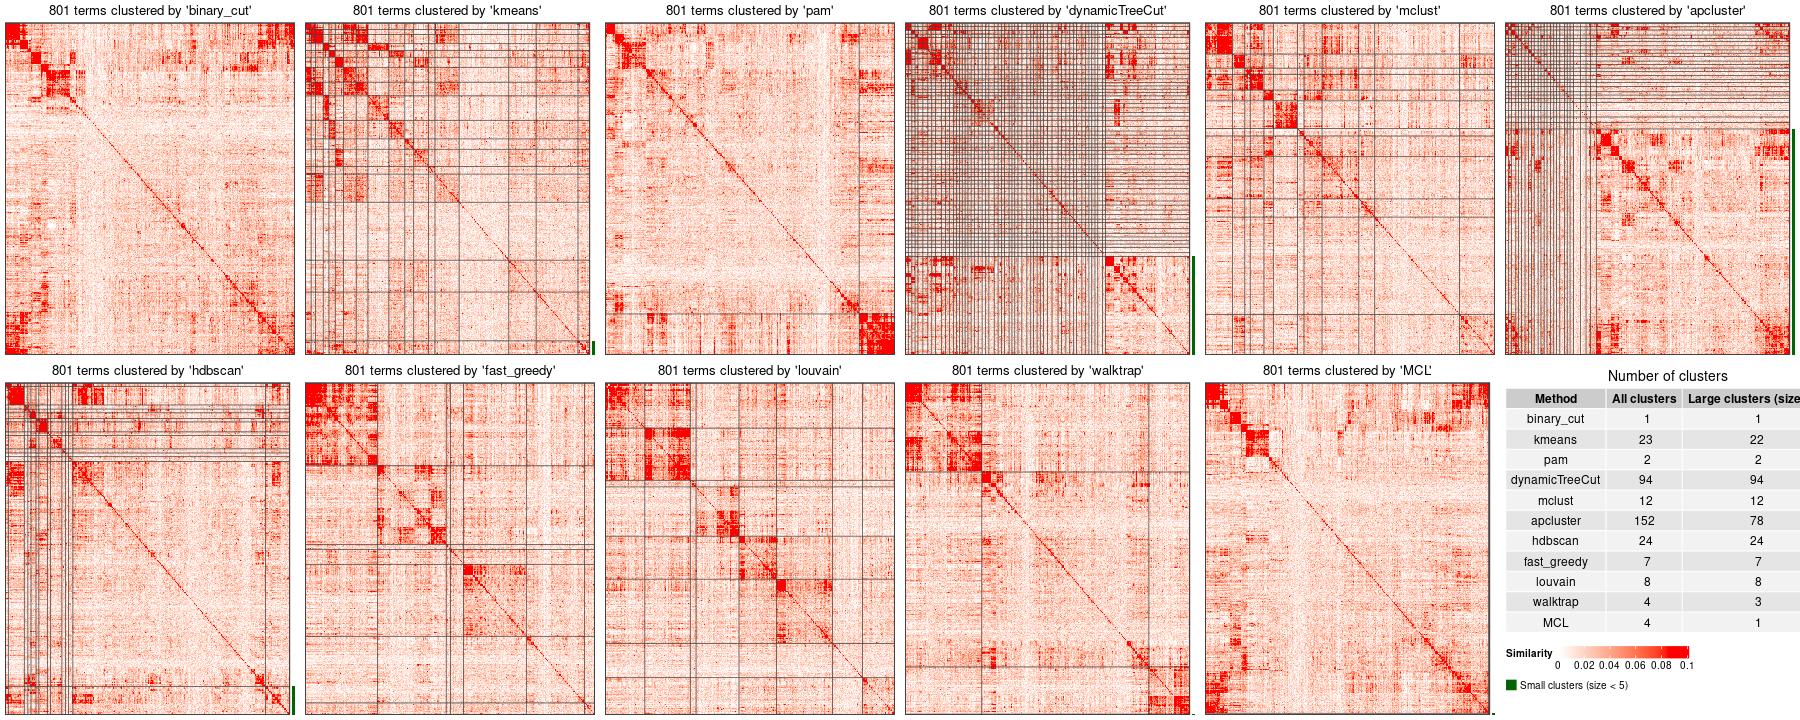 801 terms clustered by 'binary_cut'
801 terms clustered by 'kmeans'
801 terms clustered by 'pam'
801 terms clustered by 'dynamicTreeCut'
801 terms clustered by 'mclust'
801 terms clustered by 'apcluster'
801 terms clustered by 'hdbscan'
801 terms clustered by 'fast_greedy'
801 terms clustered by 'louvain'
801 terms clustered by 'walktrap'
801 terms clustered by 'MCL'
Number of clusters
Method All clusters Large clusters (size
binary_cut 1 1
kmeans 23 22
pam 2 2
dynamicTreeCut 94 94
mclust 12 12
apcluster 152 78
hdbscan 24 24
fast_greedy 7 7
louvain 8 8
walktrap 4 3
MCL 4 1
Similarity
0 0.02 0.04 0.06 0.08 0.1
Small clusters (size < 5)